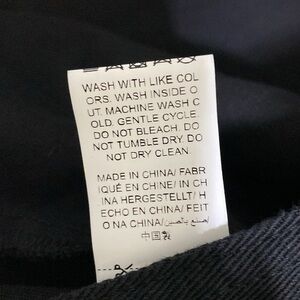 WASH WITH LIKE COL
ORS. WASH INSIDE O
UT. MACHINE WASH C
OLD. GENTLE CYCLE.
DO NOT BLEACH. DO
NOT TUMBLE DRY. DO
NOT DRY CLEAN.
MADE IN CHINA/ FABR
IQUÉ EN CHINE/ IN CH
INA HERGESTELLT/ H
ECHO EN CHINA/ FEIT
O NA CHINA/
中国